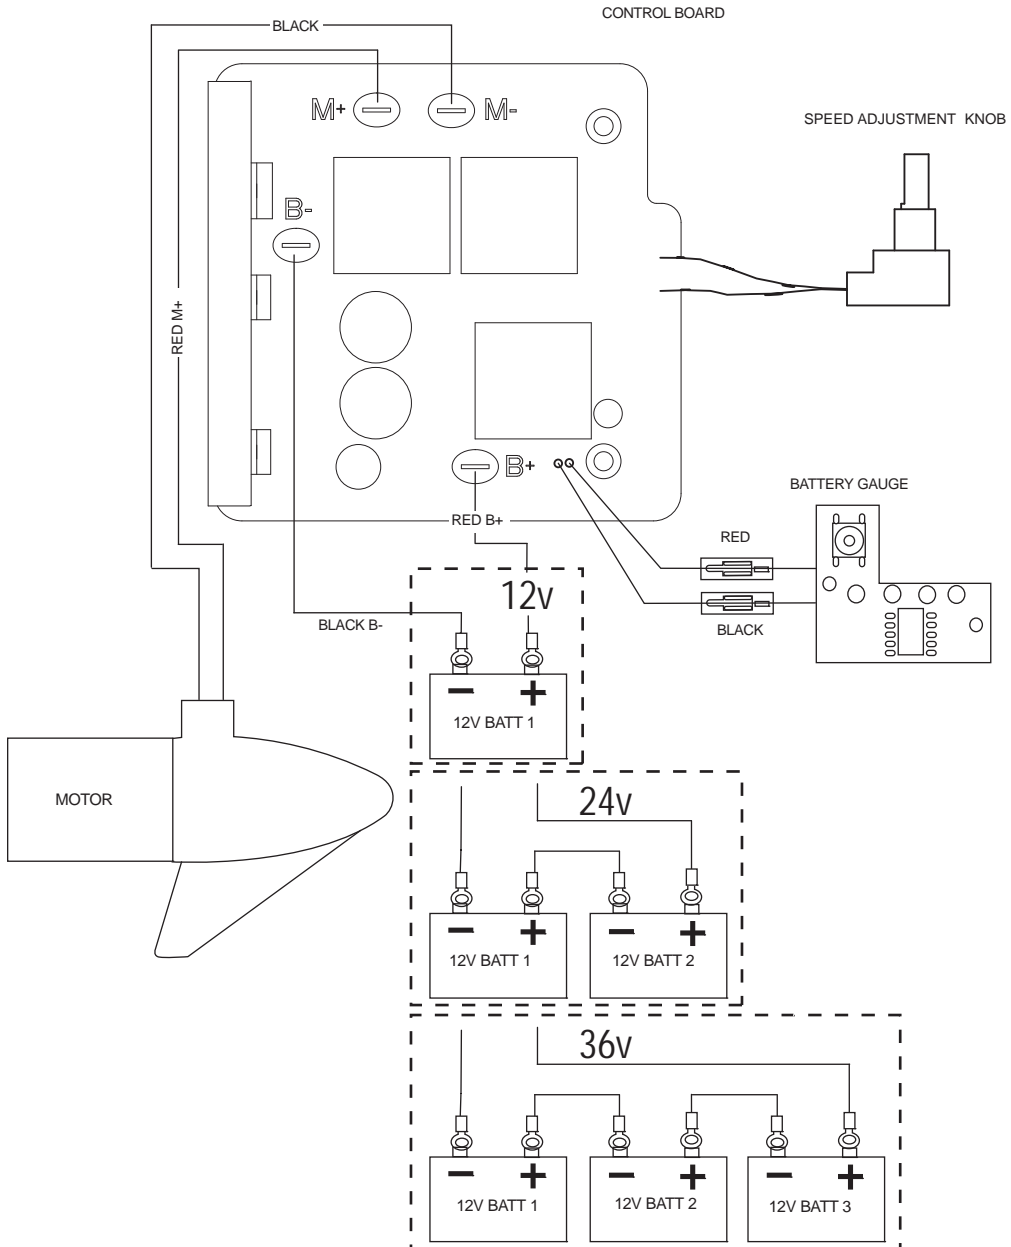 CONTROL BOARD
BLACK
M+
M-
SPEED ADJUSTMENT KNOB
B-
RED M+
B+
BATTERY GAUGE
RED B+
RED
12v
BLACK B-
BLACK
− +
12V BATT 1
MOTOR
24v
− + − +
12V BATT 1 12V BATT 2
36v
− + − + − +
12V BATT 1 12V BATT 2 12V BATT 3